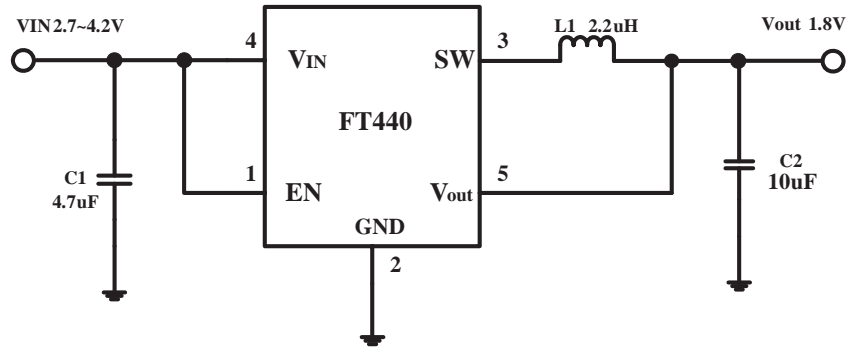 VIN 2.7~4.2V
4
VIN
SW
3
L1 2.2uH
Vout 1.8V
FT440
C1
4.7uF
1
EN
Vout
5
C2
10uF
GND
2